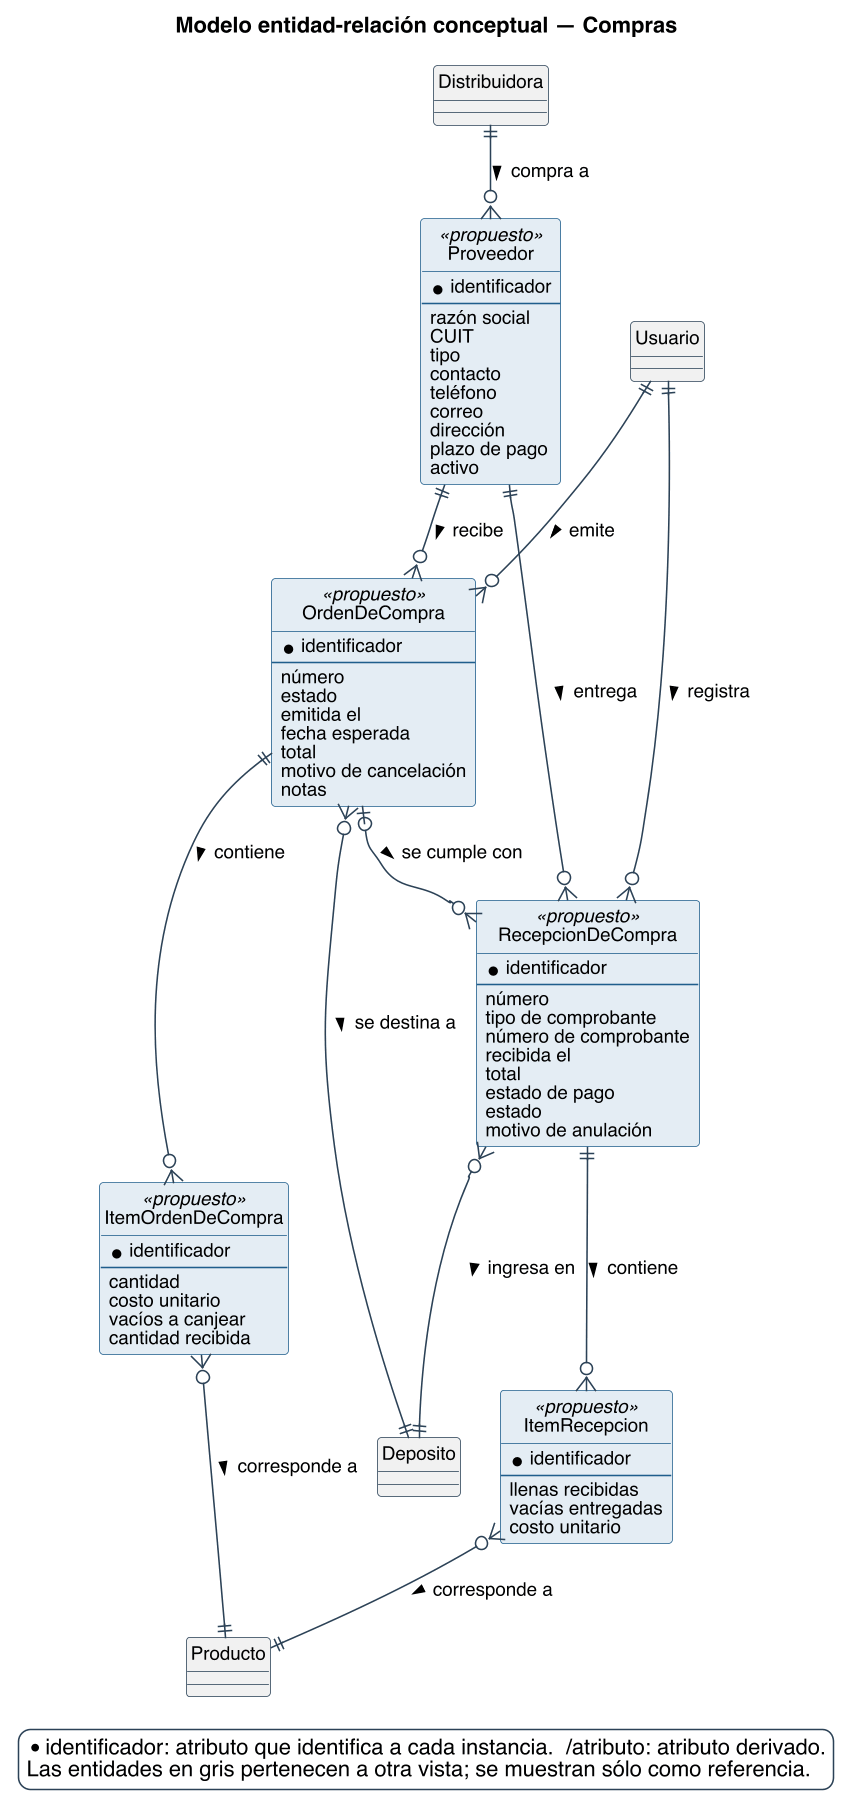 Modelo entidad-relación conceptual — Compras
Distribuidora
compra a
«propuesto»
Proveedor
identificador
razón social
CUIT
tipo
contacto
teléfono
correo
dirección
plazo de pago
activo
Usuario
recibe
emite
«propuesto»
OrdenDeCompra
identificador
número
estado
emitida el
fecha esperada
total
motivo de cancelación
notas
entrega
registra
contiene
se cumple con
«propuesto»
RecepcionDeCompra
identificador
número
tipo de comprobante
número de comprobante
recibida el
total
estado de pago
estado
motivo de anulación
se destina a
«propuesto»
ItemOrdenDeCompra
identificador
cantidad
costo unitario
vacíos a canjear
cantidad recibida
ingresa en
contiene
«propuesto»
ItemRecepcion
identificador
llenas recibidas
vacías entregadas
costo unitario
Deposito
corresponde a
corresponde a
Producto
• identificador: atributo que identifica a cada instancia.  /atributo: atributo derivado.
Las entidades en gris pertenecen a otra vista; se muestran sólo como referencia.